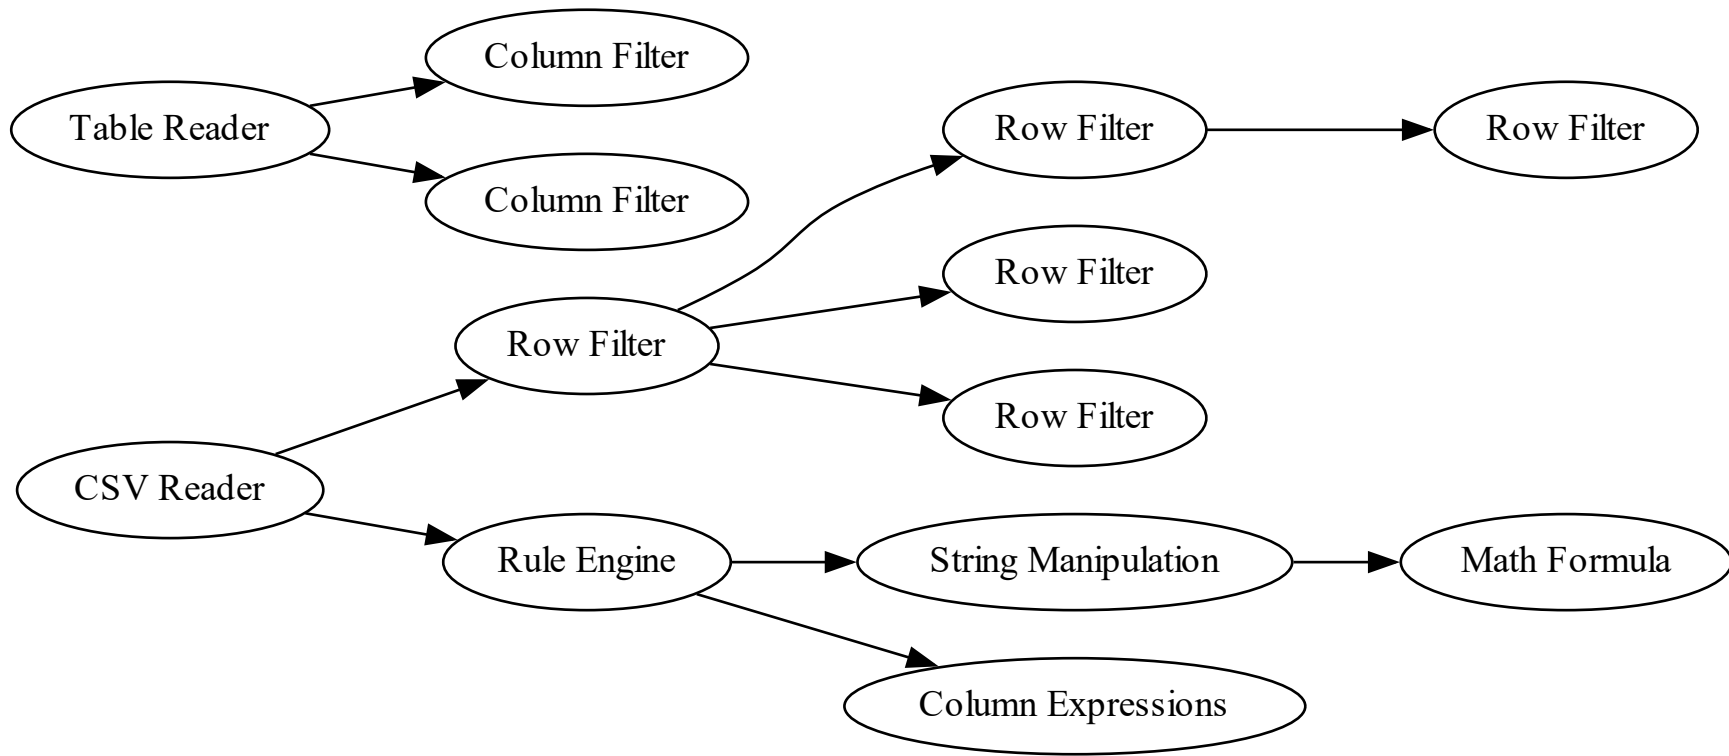 Column Filter
Table Reader
Row Filter
Row Filter
Column Filter
Row Filter
Row Filter
Row Filter
CSV Reader
Rule Engine
String Manipulation
Math Formula
Column Expressions